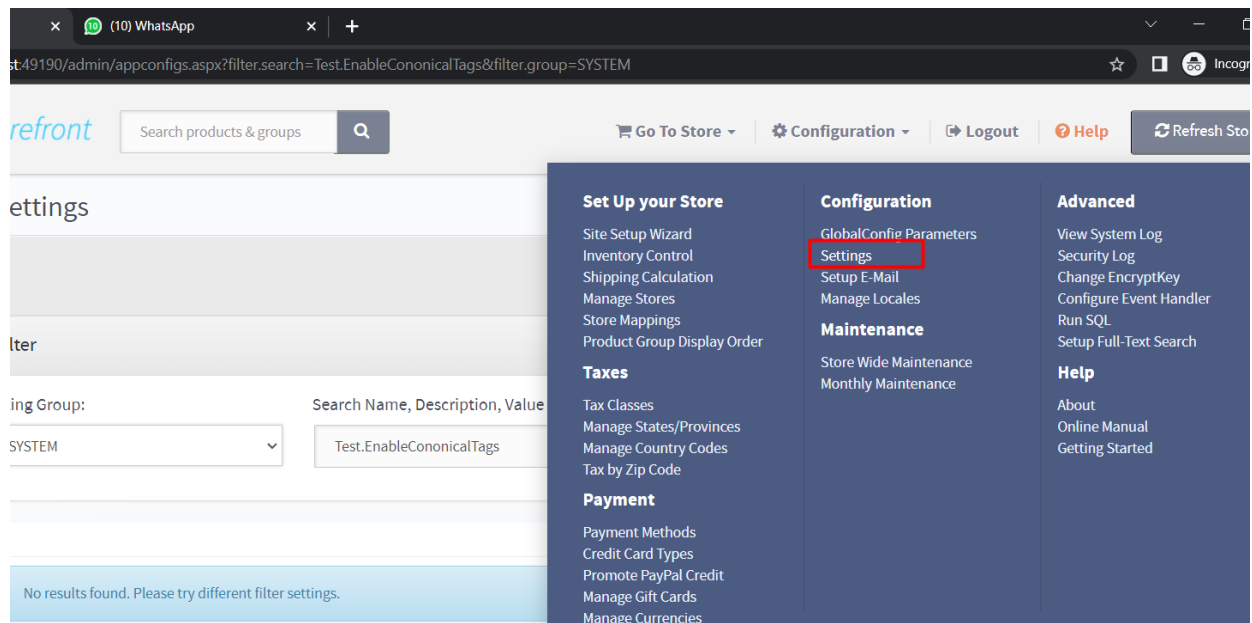 (10) WhatsApp
st:49190/admin/appconfigs.aspx?filter.search=Test.EnableCononicalTags&filter.group=SYSTEM
Incogn
refront
Search products & groups
Go To Store
Configuration
Logout
Help
Refresh Sto
ettings
lter
ing Group:
SYSTEM
Search Name, Description, Value
Test.EnableCononicalTags
No results found. Please try different filter settings.
Set Up your Store
Site Setup Wizard
Inventory Control
Shipping Calculation
Manage Stores
Store Mappings
Product Group Display Order
Taxes
Tax Classes
Manage States/Provinces
Manage Country Codes
Tax by Zip Code
Payment
Payment Methods
Credit Card Types
Promote PayPal Credit
Manage Gift Cards
Manage Currencies
Configuration
GlobalConfig Parameters
Settings
Setup E-Mail
Manage Locales
Maintenance
Store Wide Maintenance
Monthly Maintenance
Advanced
View System Log
Security Log
Change EncryptKey
Configure Event Handler
Run SQL
Setup Full-Text Search
Help
About
Online Manual
Getting Started